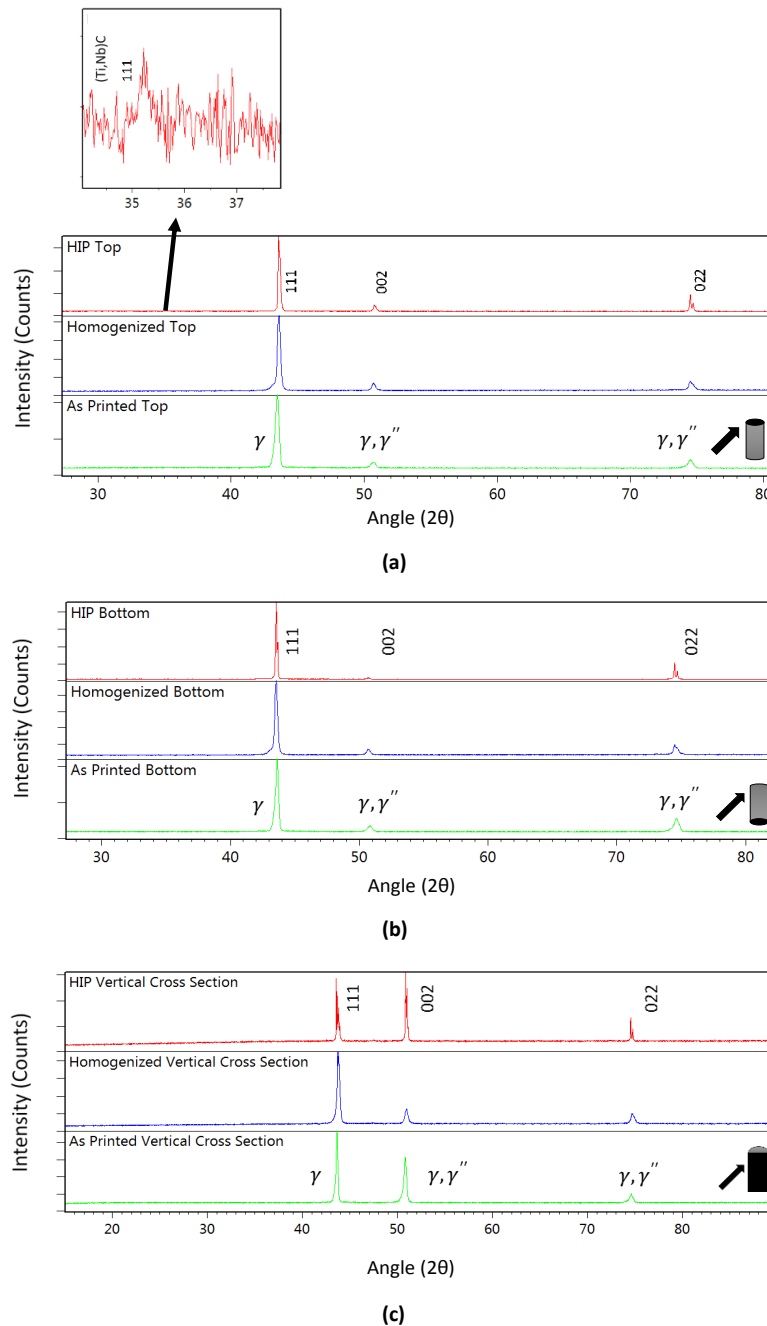 (Ti,Nb)C
111
35 36 37
HIP Top
111
002
022
Homogenized Top
As Printed Top
γ
γ, γ″
γ, γ″
Intensity (Counts)
30 40 50 60 70 80
Angle (2θ)
(a)
HIP Bottom
111
002
022
Homogenized Bottom
As Printed Bottom
γ
γ, γ″
γ, γ″
Intensity (Counts)
30 40 50 60 70 80
Angle (2θ)
(b)
HIP Vertical Cross Section
111
002
022
Homogenized Vertical Cross Section
As Printed Vertical Cross Section
γ
γ, γ″
γ, γ″
Intensity (Counts)
20 30 40 50 60 70 80
Angle (2θ)
(c)